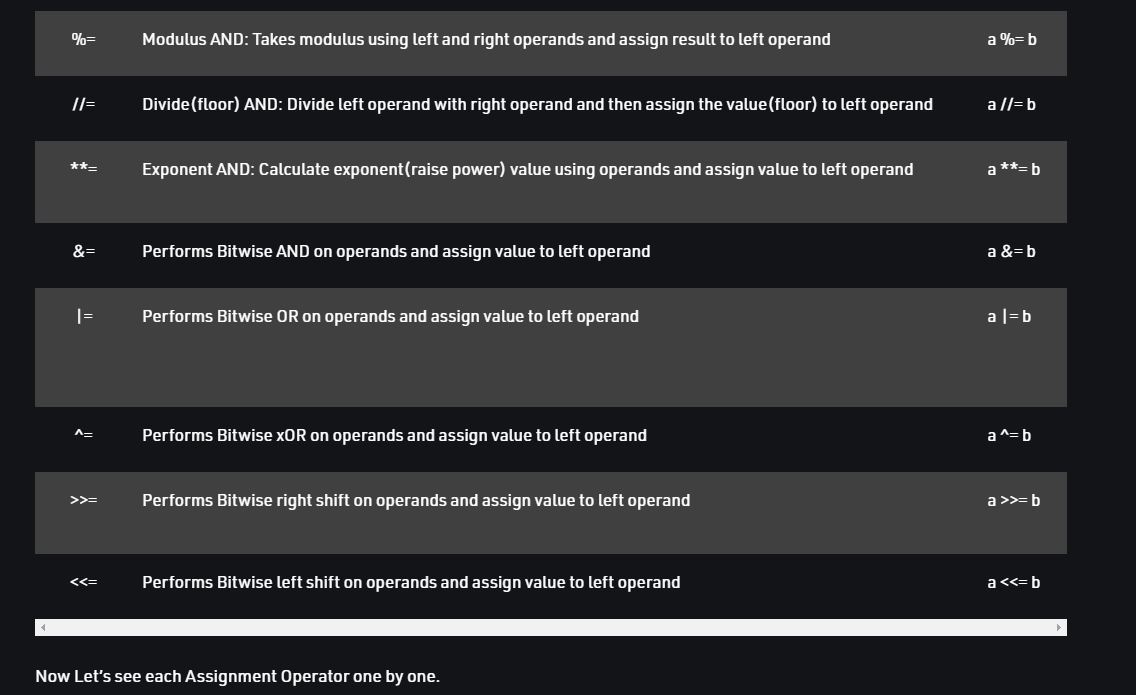 %= Modulus AND: Takes modulus using left and right operands and assign result to left operand a %= b
//= Divide(floor) AND: Divide left operand with right operand and then assign the value(floor) to left operand a //= b
**= Exponent AND: Calculate exponent(raise power) value using operands and assign value to left operand a **= b
&= Performs Bitwise AND on operands and assign value to left operand a &= b
|= Performs Bitwise OR on operands and assign value to left operand a |= b
^= Performs Bitwise xOR on operands and assign value to left operand a ^= b
>>= Performs Bitwise right shift on operands and assign value to left operand a >>= b
<<= Performs Bitwise left shift on operands and assign value to left operand a <<= b
Now Let’s see each Assignment Operator one by one.